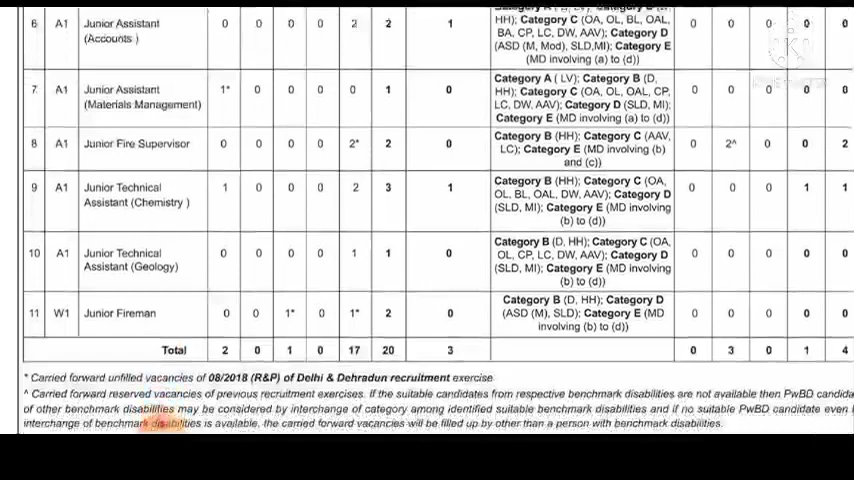 HH); Category C (OA, OL, BL, OAL, BA, CP, LC, DW, AAV); Category D (ASD (M, Mod), SLD,MI); Category E (MD involving (a) to (d))
6 A1 Junior Assistant (Accounts ) 0 0 0 2 2 1 0 0 0 0 0
7 A1 Junior Assistant (Materials Management) 1* 0 0 0 1 0 Category A ( LV); Category B (D, HH); Category C (OA, OL, OAL, CP, LC, DW, AAV); Category D (SLD, MI); Category E (MD involving (a) to (d)) 0 0 0 0 0
8 A1 Junior Fire Supervisor 0 0 0 2* 2 0 Category B (HH); Category C (AAV, LC); Category E (MD involving (b) and (c)) 0 2^ 0 0 2
9 A1 Junior Technical Assistant (Chemistry ) 1 0 0 0 2 3 1 Category B (HH); Category C (OA, OL, BL, OAL, DW, AAV); Category D (SLD, MI); Category E (MD involving (b) to (d)) 0 0 0 1 1
10 A1 Junior Technical Assistant (Geology) 0 0 0 1 1 0 Category B (D, HH); Category C (OA, OL, CP, LC, DW, AAV); Category D (SLD, MI); Category E (MD involving (b) to (d)) 0 0 0 0 0
11 W1 Junior Fireman 0 0 1* 0 1* 2 0 Category B (D, HH); Category D (ASD (M), SLD); Category E (MD involving (b) to (d)) 0 0 0 0 0
Total 2 0 1 0 17 20 3 0 3 0 1 4
* Carried forward unfilled vacancies of 08/2018 (R&P) of Delhi & Dehradun recruitment exercise
^ Carried forward reserved vacancies of previous recruitment exercises. If the suitable candidates from respective benchmark disabilities are not available then PwBD candida
of other benchmark disabilities may be considered by interchange of category among identified suitable benchmark disabilities and if no suitable PwBD candidate even
interchange of benchmark disabilities is available, the carried forward vacancies will be filled up by other than a person with benchmark disabilities.